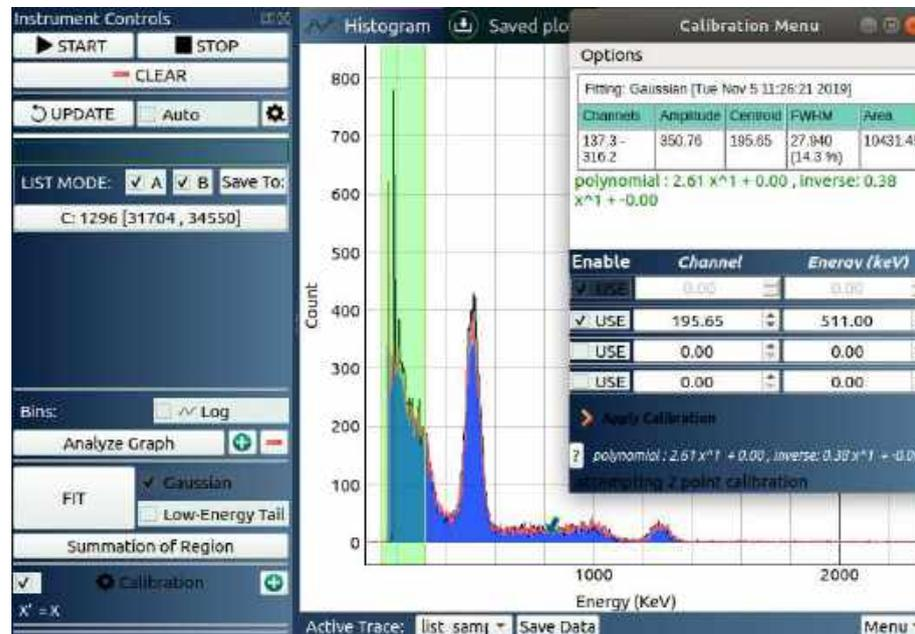 Instrument Controls
START
STOP
CLEAR
UPDATE
Auto
LIST MODE:
A
B
Save To:
C: 1296 [31704 , 34550]
Bins:
Log
Analyze Graph
FIT
Gaussian
Low-Energy Tail
Summation of Region
Calibration
X' = X
Histogram
Saved plo
800
700
600
500
400
300
200
100
0
Count
1000
2000
Energy (KeV)
Active Trace:
list_samp
Save Data
Menu
Calibration Menu
Options
Fitting: Gaussian [Tue Nov 5 11:26:21 2019]
Channels Amplitude Centroid FWHM Area
137.3 - 316.2 350.76 195.65 27.940 (14.3 %) 10431.45
polynomial : 2.61 x^1 + 0.00 , inverse: 0.38
x^1 + -0.00
Enable Channel Energy (keV)
USE 0.00 0.00
USE 195.65 511.00
USE 0.00 0.00
USE 0.00 0.00
Apply Calibration
? polynomial : 2.61 x^1 + 0.00 , inverse: 0.38 x^1 + -0.00
attempting 2 point calibration